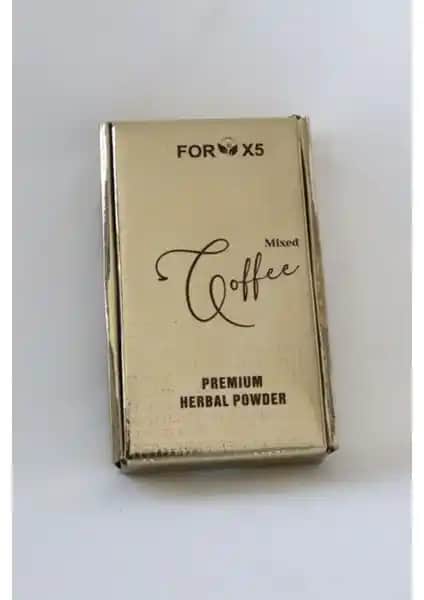 FOR X5
Mixed
Coffee
PREMIUM
HERBAL POWDER